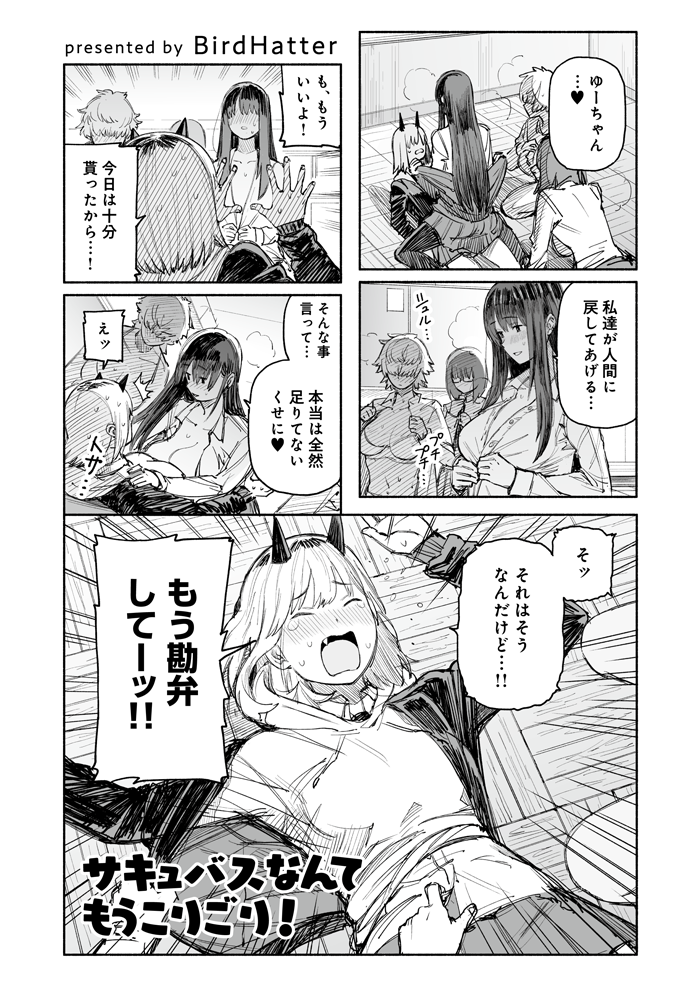 presented by BirdHatter
ゆーちゃん
…♥
私達が人間に
戻してあげる…
ニュル…
プチ
プチ…
も、もう
いいよ！
今日は十分
貰ったから…！
そんな事
言って…
本当は全然
足りてない
くせに♥
えッ
トサ…
そッ
それはそう
なんだけど…!!
もう勘弁
してーッ!!
サキュバスなんて
もうこりごり！